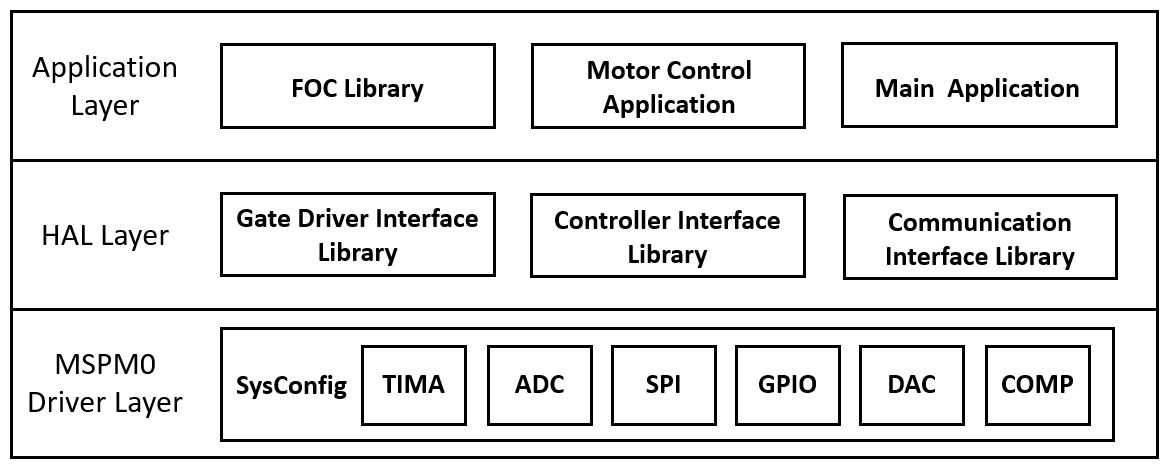 Application
Layer
FOC Library
Motor Control
Application
Main  Application
HAL Layer
Gate Driver Interface
Library
Controller Interface
Library
Communication
Interface Library
MSPM0
Driver Layer
SysConfig
TIMA
ADC
SPI
GPIO
DAC
COMP